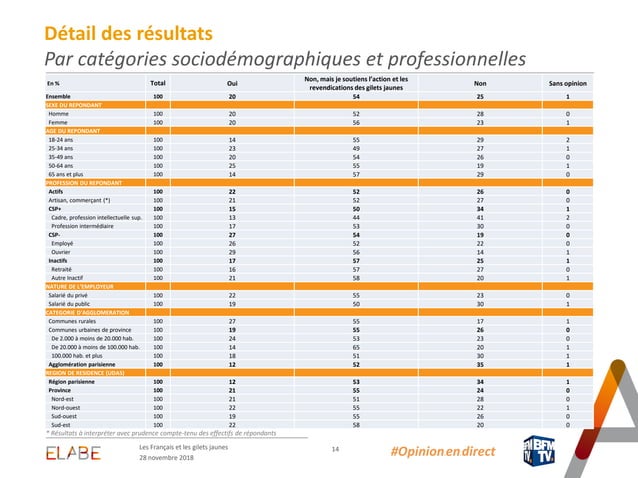 Détail des résultats
Par catégories sociodémographiques et professionnelles
En % Total Oui Non, mais je soutiens l'action et les revendications des gilets jaunes Non Sans opinion
Ensemble 100 20 54 25 1
SEXE DU REPONDANT
Homme 100 20 52 28 0
Femme 100 20 56 23 1
AGE DU REPONDANT
18-24 ans 100 14 55 29 2
25-34 ans 100 23 49 27 1
35-49 ans 100 20 54 26 0
50-64 ans 100 25 55 19 1
65 ans et plus 100 14 57 29 0
PROFESSION DU REPONDANT
Actifs 100 22 52 26 0
Artisan, commerçant (*) 100 21 52 27 0
CSP+ 100 15 50 34 1
Cadre, profession intellectuelle sup. 100 13 44 41 2
Profession intermédiaire 100 17 53 30 0
CSP- 100 27 54 19 0
Employé 100 26 52 22 0
Ouvrier 100 29 56 14 1
Inactifs 100 17 57 25 1
Retraité 100 16 57 27 0
Autre Inactif 100 21 58 20 1
NATURE DE L'EMPLOYEUR
Salarié du privé 100 22 55 23 0
Salarié du public 100 19 50 30 1
CATEGORIE D'AGGLOMERATION
Communes rurales 100 27 55 17 1
Communes urbaines de province 100 19 55 26 0
De 2.000 à moins de 20.000 hab. 100 24 53 23 0
De 20.000 à moins de 100.000 hab. 100 14 65 20 1
100.000 hab. et plus 100 18 51 30 1
Agglomération parisienne 100 12 52 35 1
REGION DE RESIDENCE (UDA5)
Région parisienne 100 12 53 34 1
Province 100 21 55 24 0
Nord-est 100 21 51 28 0
Nord-ouest 100 22 55 22 1
Sud-ouest 100 19 55 26 0
Sud-est 100 22 58 20 0
* Résultats à interpréter avec prudence compte-tenu des effectifs de répondants
ELABE
Les Français et les gilets jaunes
28 novembre 2018
14
#Opinionendirect
BFM
TV.